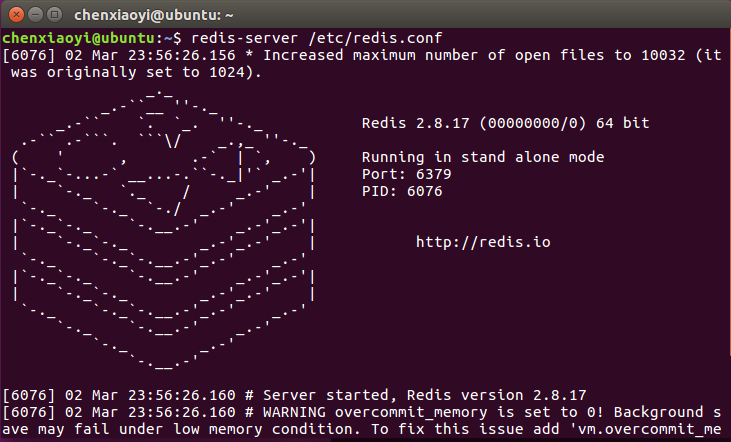 chenxiaoyi@ubuntu: ~
chenxiaoyi@ubuntu:~$ redis-server /etc/redis.conf
[6076] 02 Mar 23:56:26.156 * Increased maximum number of open files to 10032 (it
 was originally set to 1024).
Redis 2.8.17 (00000000/0) 64 bit
Running in stand alone mode
Port: 6379
PID: 6076
http://redis.io
[6076] 02 Mar 23:56:26.160 # Server started, Redis version 2.8.17
[6076] 02 Mar 23:56:26.160 # WARNING overcommit_memory is set to 0! Background s
ave may fail under low memory condition. To fix this issue add 'vm.overcommit_me